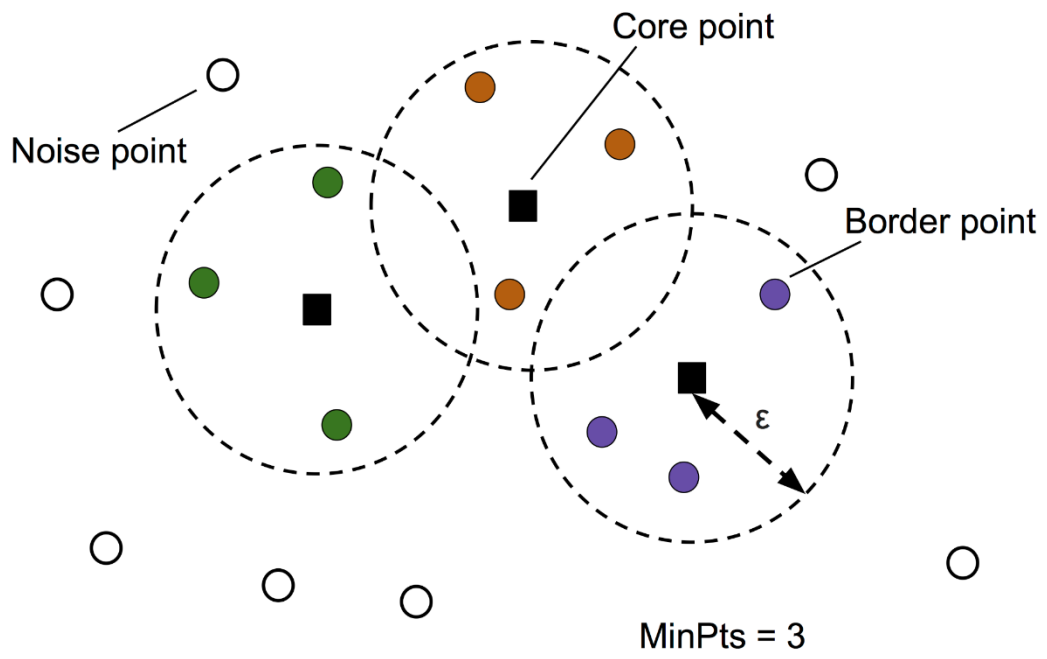 Core point
Noise point
Border point
ε
MinPts = 3